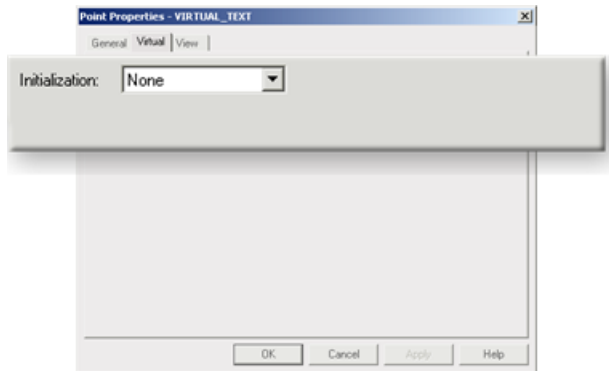 Point Properties - VIRTUAL_TEXT
General Virtual View
Initialization: None
OK Cancel Apply Help